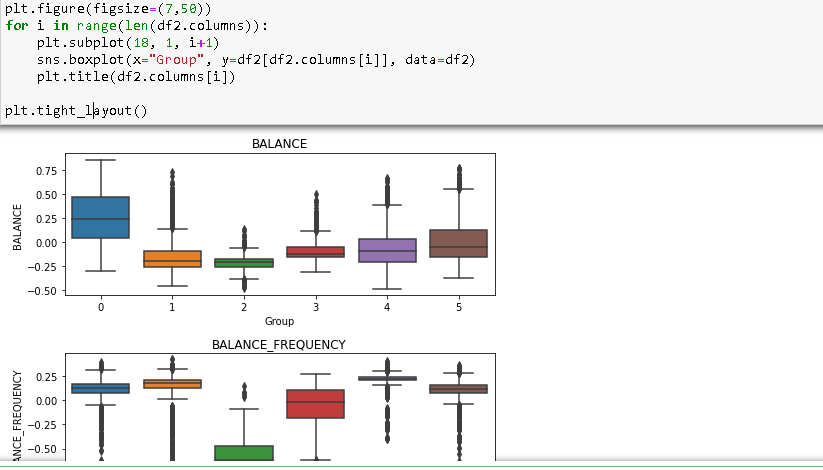 plt.figure(figsize=(7,50))
for i in range(len(df2.columns)):
    plt.subplot(18, 1, i+1)
    sns.boxplot(x="Group", y=df2[df2.columns[i]], data=df2)
    plt.title(df2.columns[i])
plt.tight_layout()
BALANCE
0.75
0.50
0.25
0.00
−0.25
−0.50
BALANCE
0 1 2 3 4 5
Group
BALANCE_FREQUENCY
0.25
0.00
−0.25
−0.50
ANCE_FREQUENCY